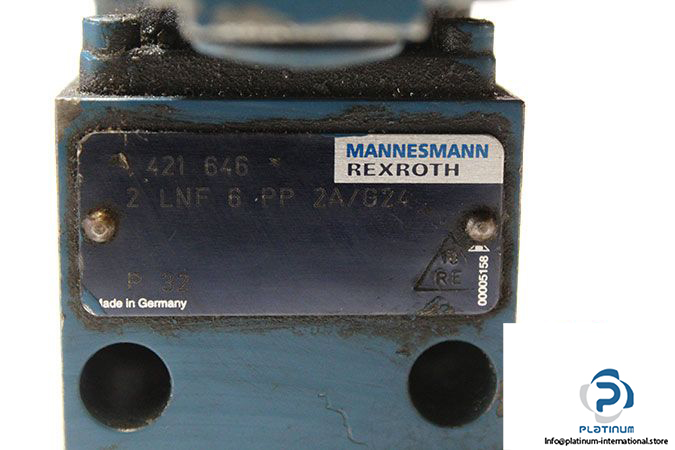 421 646
MANNESMANN
REXROTH
2 LNF 6 PP 2A/G24
P 32
RE
00005158
Made in Germany
PLATINUM
Info@platinum-international.store